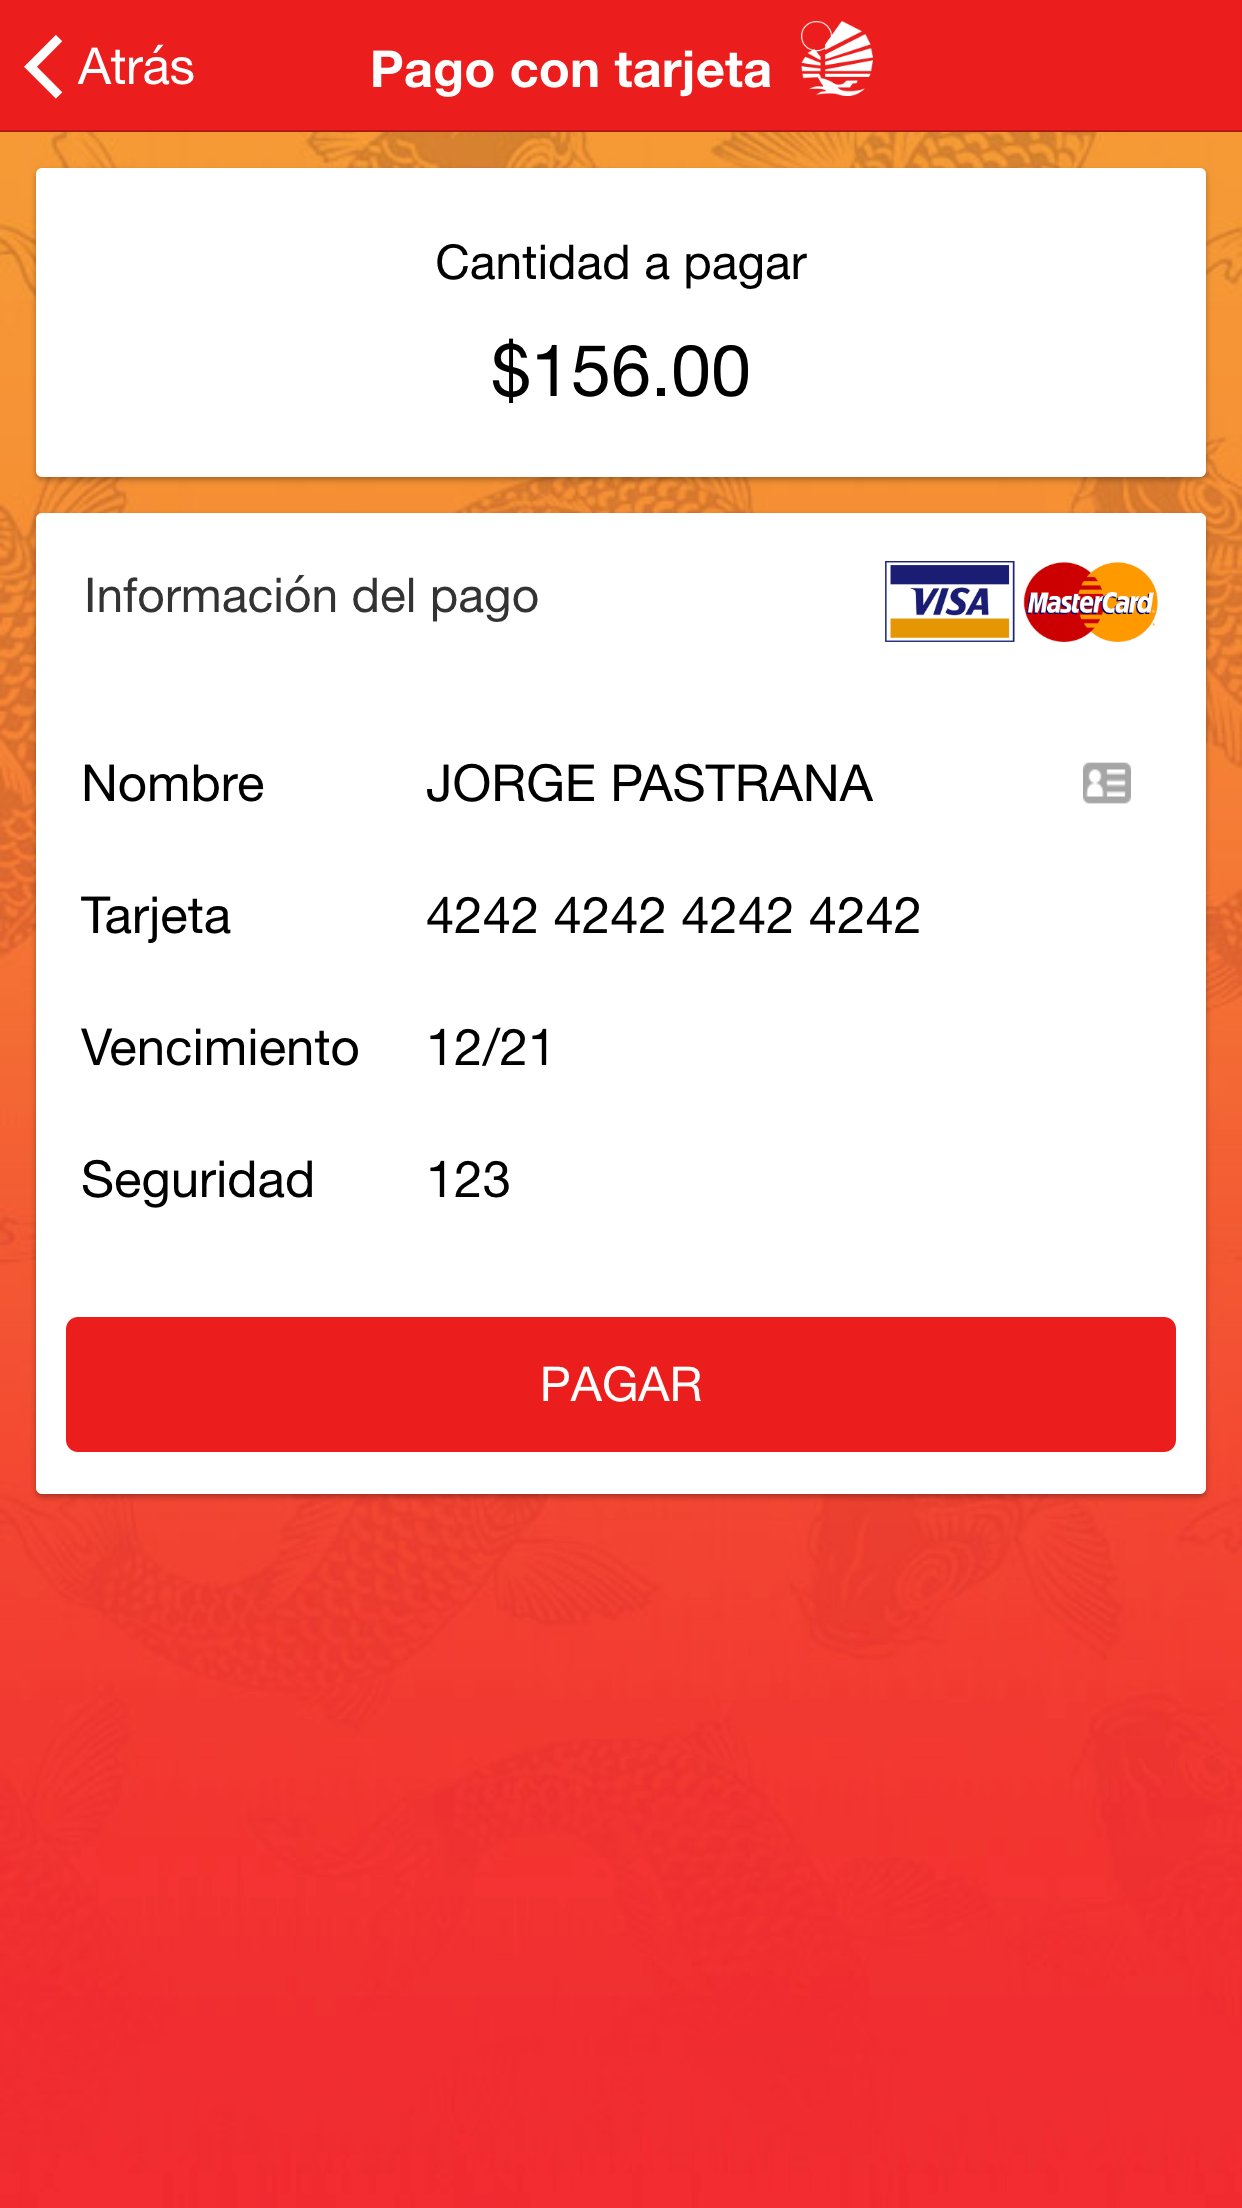 Atrás
Pago con tarjeta
Cantidad a pagar
$156.00
Información del pago
VISA MasterCard
Nombre JORGE PASTRANA
Tarjeta 4242 4242 4242 4242
Vencimiento 12/21
Seguridad 123
PAGAR